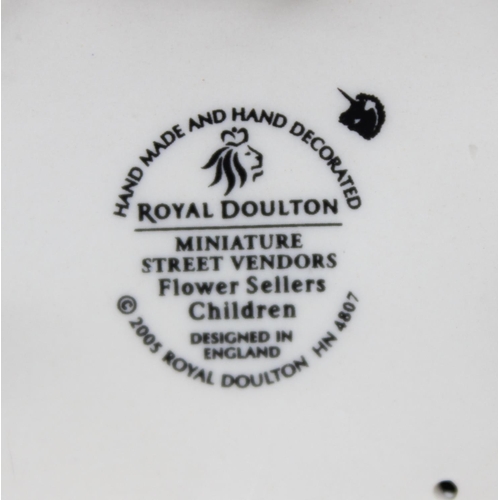 HAND MADE AND HAND DECORATED
ROYAL DOULTON
MINIATURE
STREET VENDORS
Flower Sellers
Children
DESIGNED IN
ENGLAND
© 2005 ROYAL DOULTON HN 4807